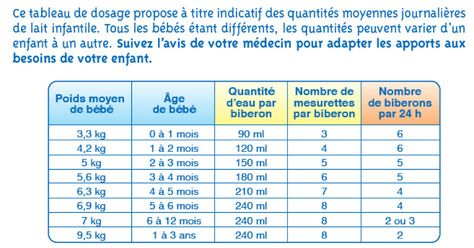 Ce tableau de dosage propose à titre indicatif des quantités moyennes journalières
de lait infantile. Tous les bébés étant différents, les quantités peuvent varier d’un
enfant à un autre. Suivez l’avis de votre médecin pour adapter les apports aux
besoins de votre enfant.
Poids moyen de bébé Âge de bébé Quantité d’eau par biberon Nombre de mesurettes par biberon Nombre de biberons par 24 h
3,3 kg 0 à 1 mois 90 ml 3 6
4,2 kg 1 à 2 mois 120 ml 4 6
5 kg 2 à 3 mois 150 ml 5 5
5,6 kg 3 à 4 mois 180 ml 6 5
6,3 kg 4 à 5 mois 210 ml 7 4
6,9 kg 5 à 6 mois 240 ml 8 4
7 kg 6 à 12 mois 240 ml 8 2 ou 3
9,5 kg 1 à 3 ans 240 ml 8 2